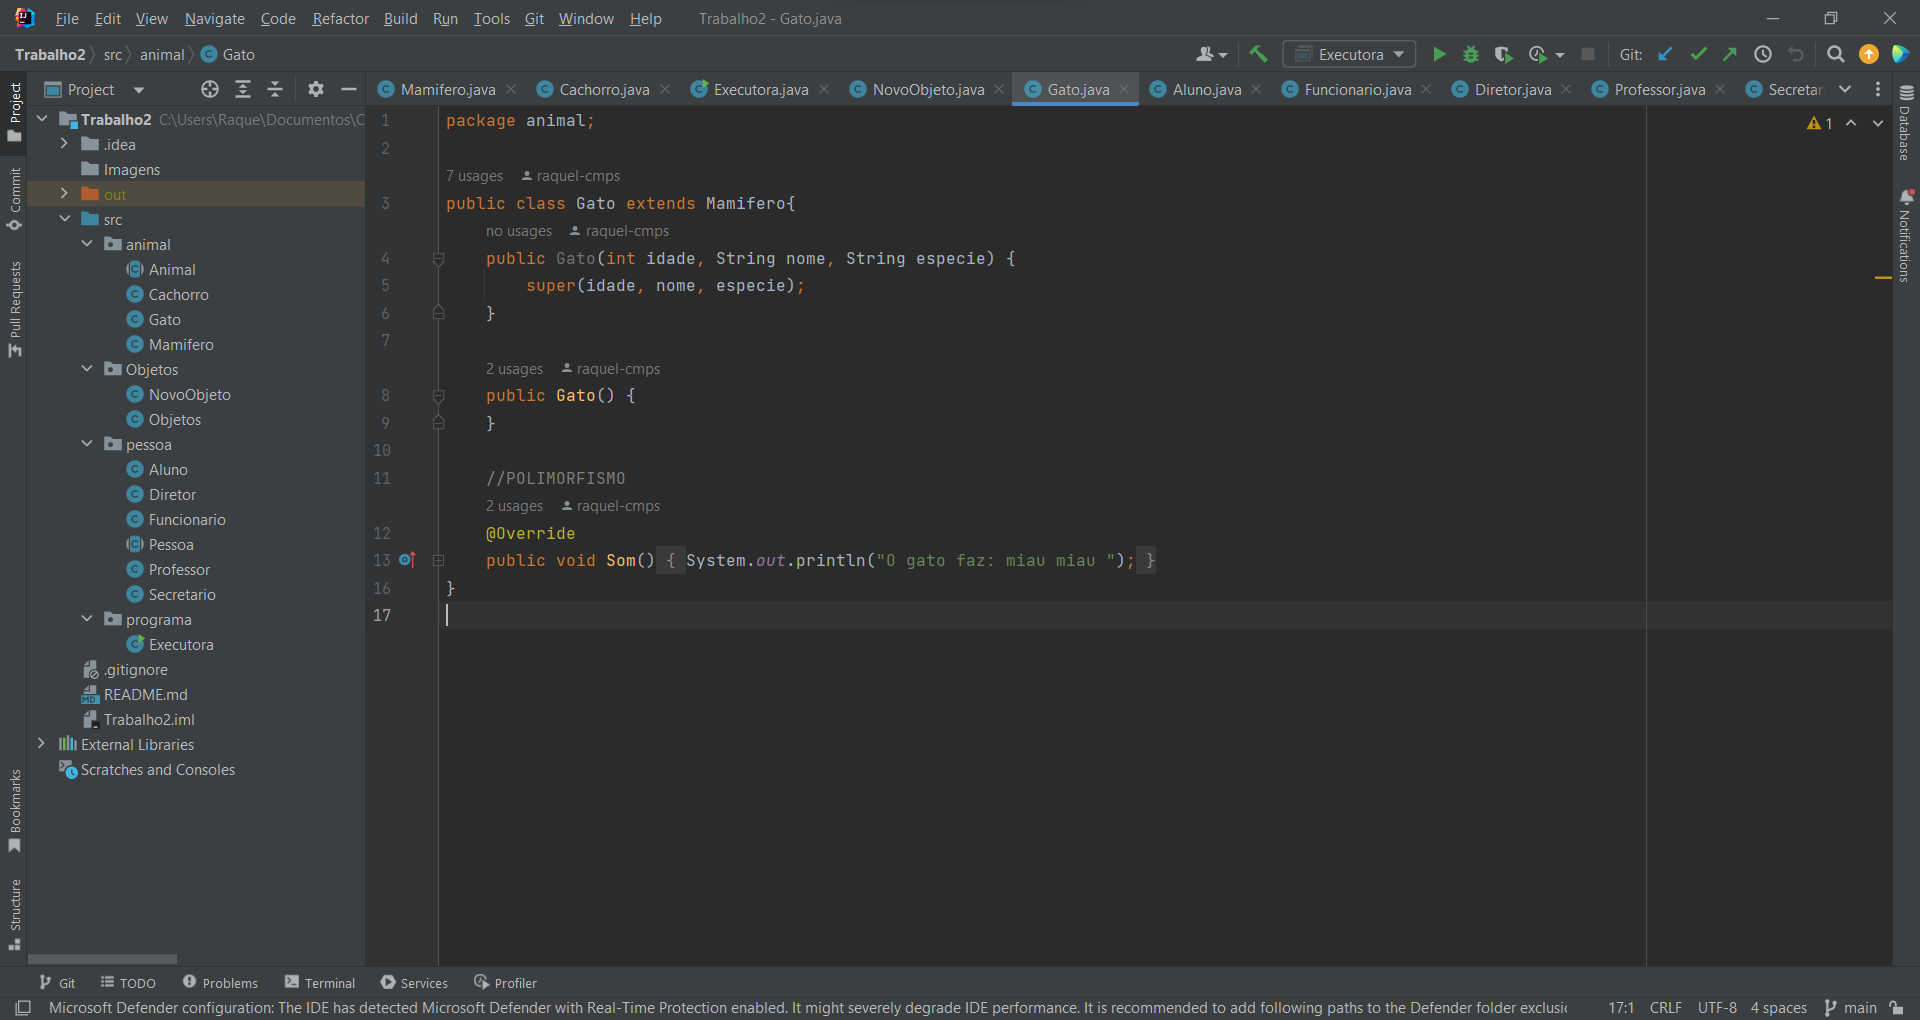 File Edit View Navigate Code Refactor Build Run Tools Git Window Help Trabalho2 - Gato.java
Trabalho2 src animal Gato Executora Git:
Project Mamifero.java Cachorro.java Executora.java NovoObjeto.java Gato.java Aluno.java Funcionario.java Diretor.java Professor.java Secretar
Project
Commit
Pull Requests
Bookmarks
Structure
Trabalho2 C:\Users\Raque\Documentos\C
.idea
Imagens
out
src
animal
Animal
Cachorro
Gato
Mamifero
Objetos
NovoObjeto
Objetos
pessoa
Aluno
Diretor
Funcionario
Pessoa
Professor
Secretario
programa
Executora
.gitignore
README.md
Trabalho2.iml
External Libraries
Scratches and Consoles
1 package animal;
2
7 usages raquel-cmps
3 public class Gato extends Mamifero{
no usages raquel-cmps
4 public Gato(int idade, String nome, String especie) {
5 super(idade, nome, especie);
6 }
7
2 usages raquel-cmps
8 public Gato() {
9 }
10
11 //POLIMORFISMO
2 usages raquel-cmps
12 @Override
13 public void Som() { System.out.println("O gato faz: miau miau "); }
16 }
17
1
Database
Notifications
Git TODO Problems Terminal Services Profiler
Microsoft Defender configuration: The IDE has detected Microsoft Defender with Real-Time Protection enabled. It might severely degrade IDE performance. It is recommended to add following paths to the Defender folder exclusi 17:1 CRLF UTF-8 4 spaces main